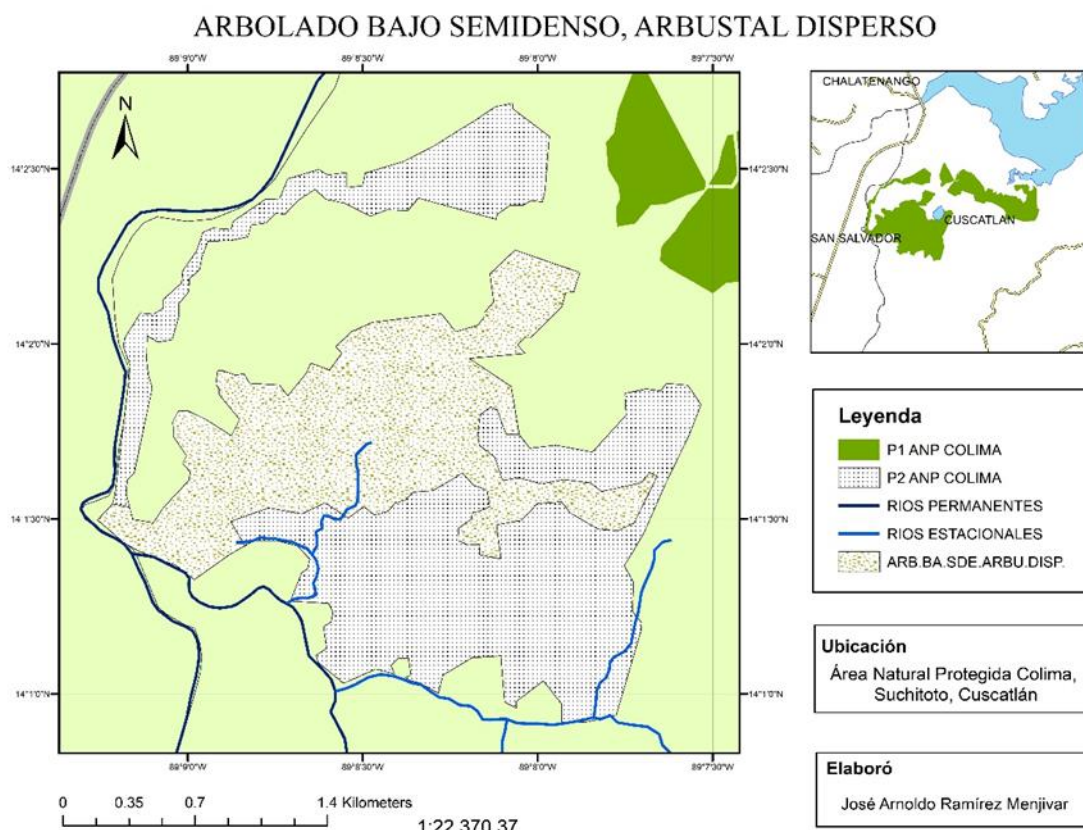 ARBOLADO BAJO SEMIDENSO, ARBUSTAL DISPERSO
89°9'0"W
89°8'30"W
89°8'0"W
89°7'30"W
N
14°2'30"N
14°2'30"N
14°2'0"N
14°2'0"N
14°1'30"N
14°1'30"N
14°1'0"N
14°1'0"N
89°9'0"W
89°8'30"W
89°8'0"W
89°7'30"W
0 0.35 0.7 1.4 Kilometers
1:22,370.37
CHALATENANGO
CUSCATLAN
SAN SALVADOR
Leyenda
P1 ANP COLIMA
P2 ANP COLIMA
RIOS PERMANENTES
RIOS ESTACIONALES
ARB.BA.SDE.ARBU.DISP.
Ubicación
Área Natural Protegida Colima,
Suchitoto, Cuscatlán
Elaboró
José Arnoldo Ramírez Menjivar